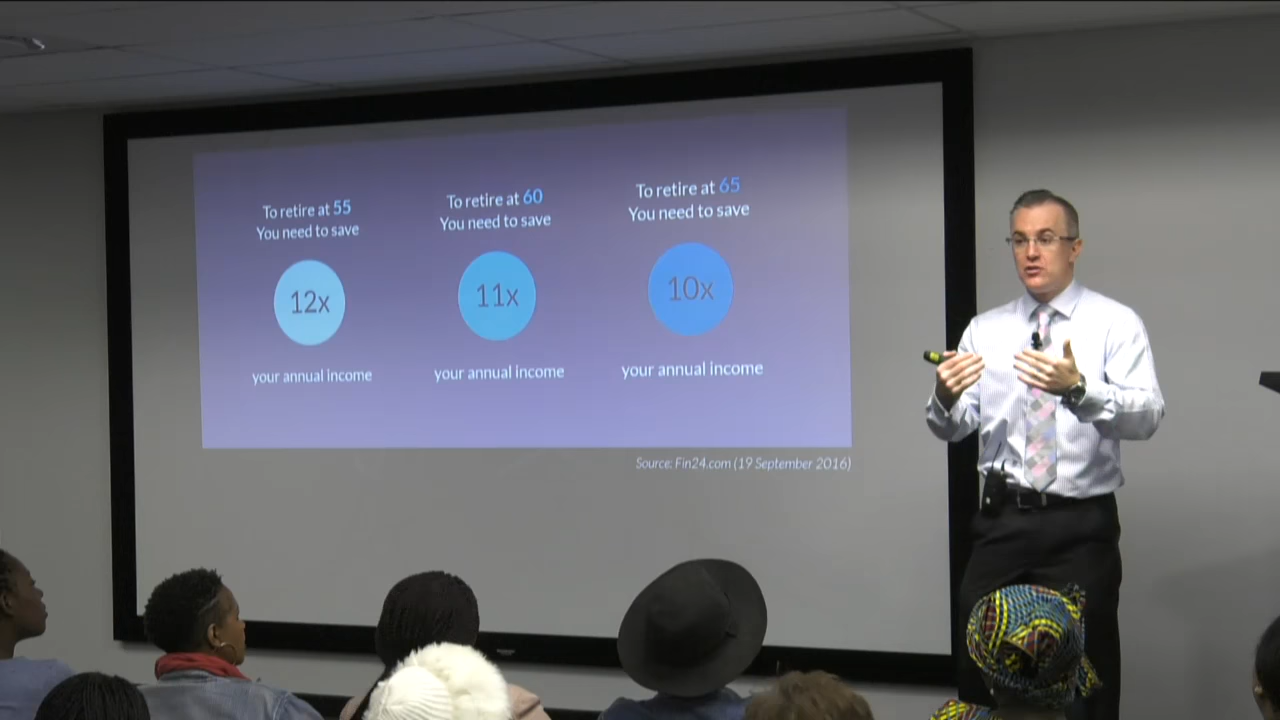 To retire at 55
You need to save
12x
your annual income
To retire at 60
You need to save
11x
your annual income
To retire at 65
You need to save
10x
your annual income
Source: Fin24.com (19 September 2016)